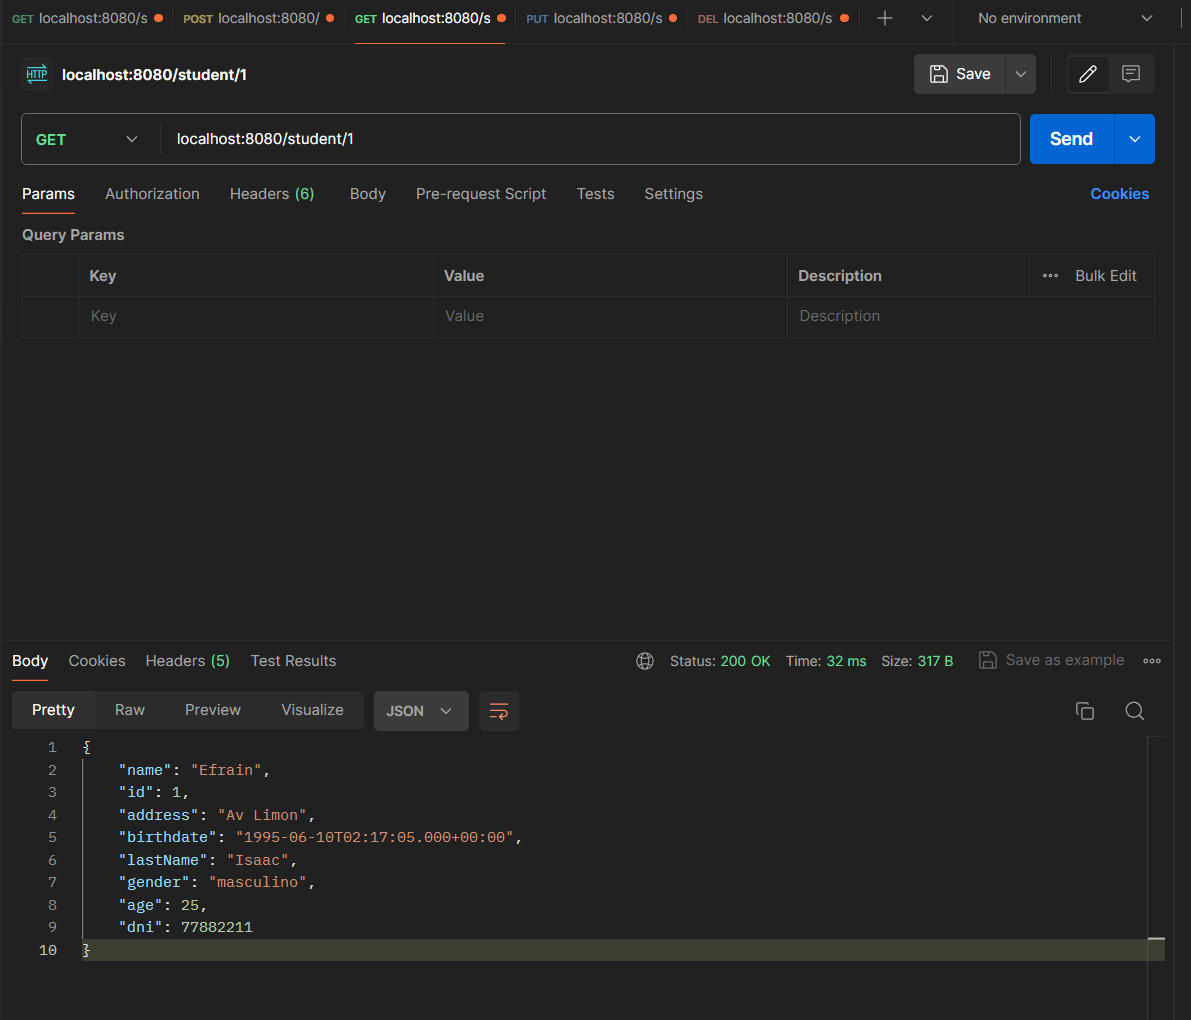 GET localhost:8080/s POST localhost:8080/ GET localhost:8080/s PUT localhost:8080/s DEL localhost:8080/s No environment
HTTP localhost:8080/student/1 Save
GET localhost:8080/student/1 Send
Params Authorization Headers (6) Body Pre-request Script Tests Settings Cookies
Query Params
Key Value Description Bulk Edit
Key Value Description
Body Cookies Headers (5) Test Results Status: 200 OK Time: 32 ms Size: 317 B Save as example
Pretty Raw Preview Visualize JSON
1 {
2 "name": "Efrain",
3 "id": 1,
4 "address": "Av Limon",
5 "birthdate": "1995-06-10T02:17:05.000+00:00",
6 "lastName": "Isaac",
7 "gender": "masculino",
8 "age": 25,
9 "dni": 77882211
10 }